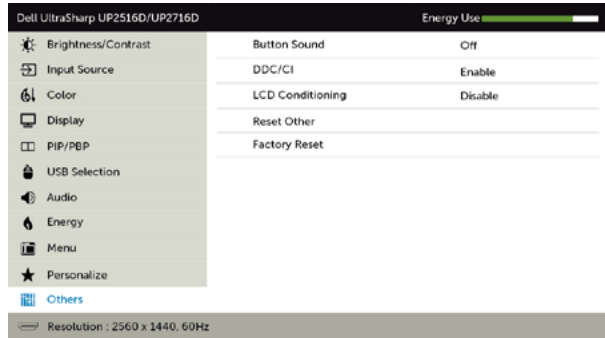 Dell UltraSharp UP2516D/UP2716D Energy Use
Brightness/Contrast
Input Source
Color
Display
PIP/PBP
USB Selection
Audio
Energy
Menu
Personalize
Others
Button Sound Off
DDC/CI Enable
LCD Conditioning Disable
Reset Other
Factory Reset
Resolution : 2560 x 1440, 60Hz